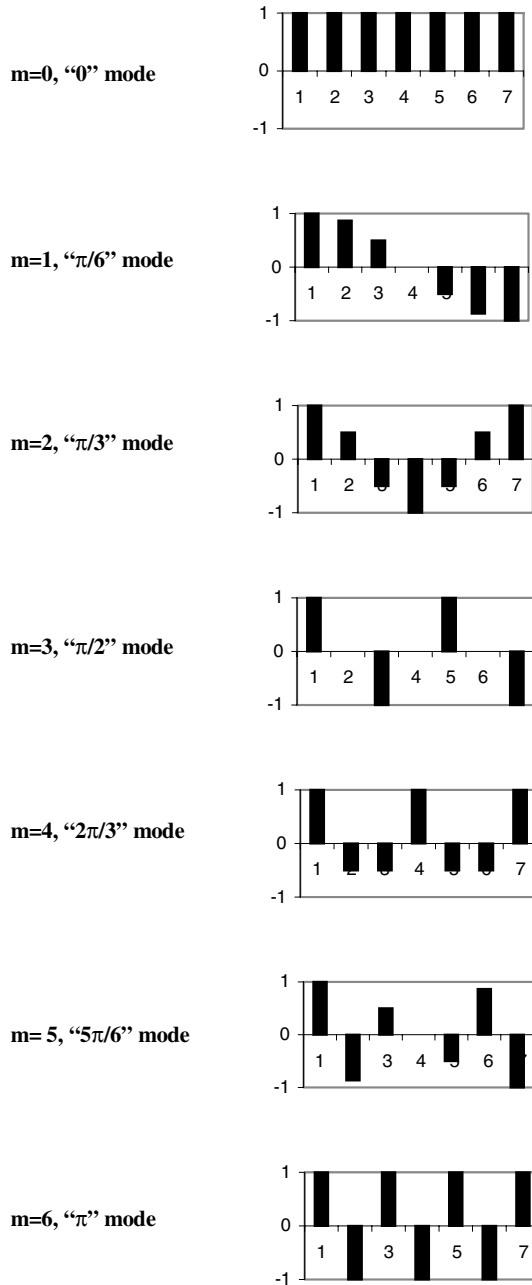 1
m=0, “0” mode
0
1 2 3 4 5 6 7
-1
1
m=1, “π/6” mode
0
1 2 3 4
-1
1
m=2, “π/3” mode
0
1 2 6 7
-1
1
m=3, “π/2” mode
0
1 2 4 5 6
-1
1
m=4, “2π/3” mode
0
1 4 7
-1
1
m= 5, “5π/6” mode
0
1 3 4 6
-1
1
m=6, “π” mode
0
1 3 5 7
-1